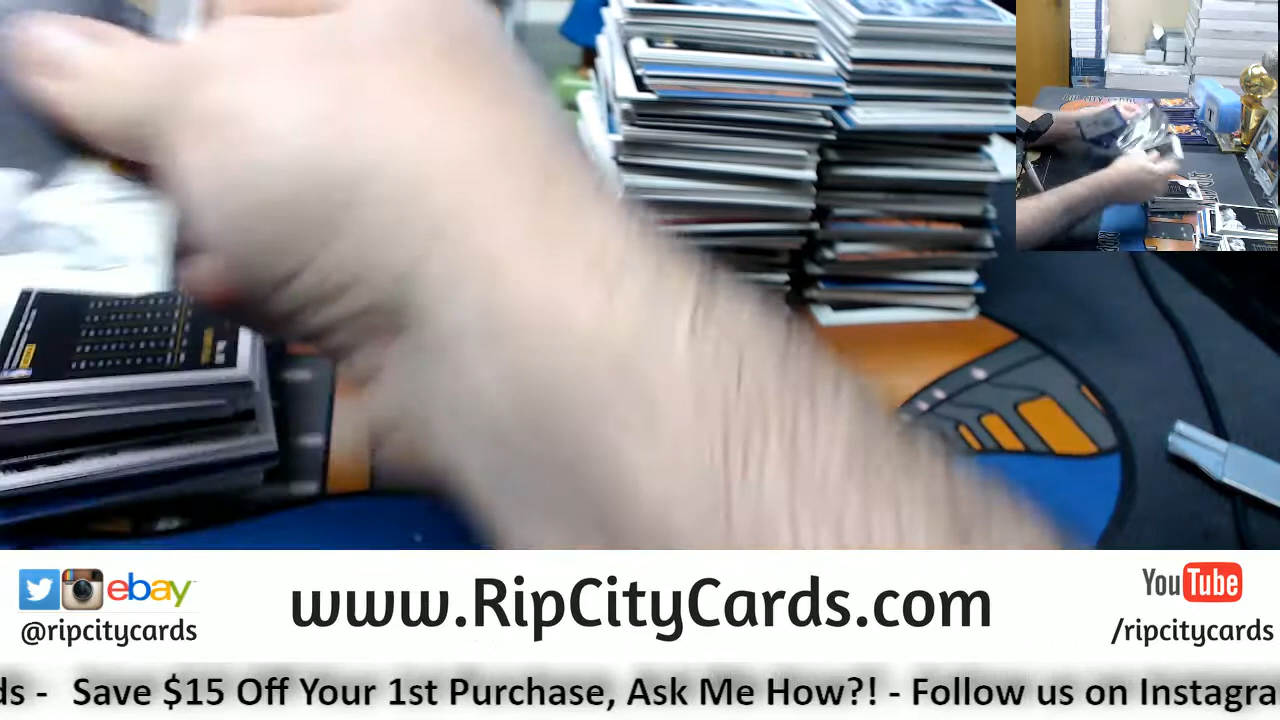 ebay
@ripcitycards
www.RipCityCards.com
YouTube
/ripcitycards
ds - Save $15 Off Your 1st Purchase, Ask Me How?! - Follow us on Instagra